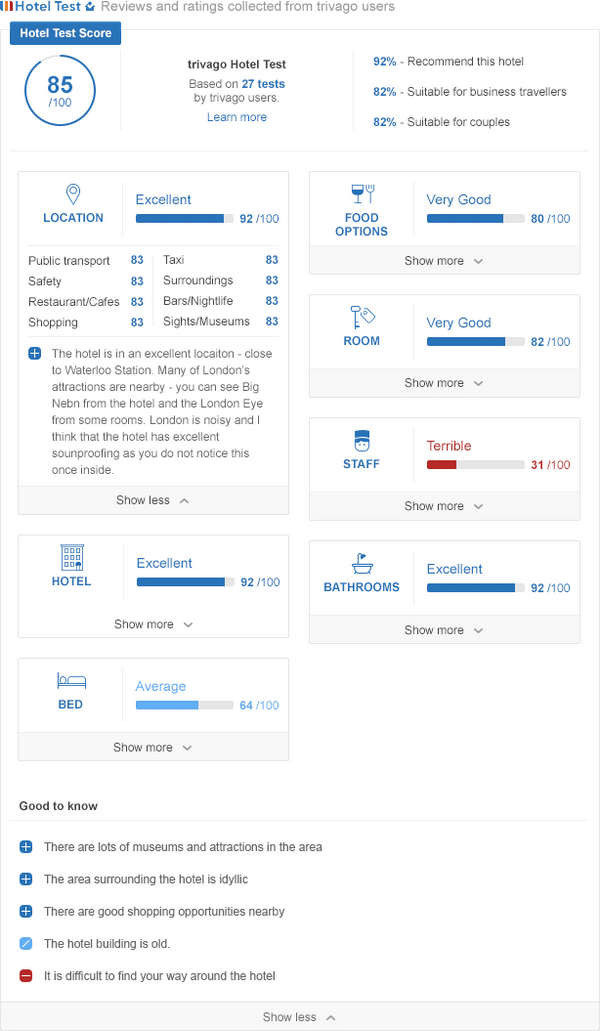 Hotel Test Reviews and ratings collected from trivago users
Hotel Test Score
85
/100
trivago Hotel Test
Based on 27 tests
by trivago users.
Learn more
92% - Recommend this hotel
82% - Suitable for business travellers
82% - Suitable for couples
LOCATION
Excellent
92 /100
Public transport 83 Taxi 83
Safety 83 Surroundings 83
Restaurant/Cafes 83 Bars/Nightlife 83
Shopping 83 Sights/Museums 83
The hotel is in an excellent locaiton - close
to Waterloo Station. Many of London's
attractions are nearby - you can see Big
Nebn from the hotel and the London Eye
from some rooms. London is noisy and I
think that the hotel has excellent
sounproofing as you do not notice this
once inside.
Show less
HOTEL
Excellent
92 /100
Show more
BED
Average
64 /100
Show more
FOOD
OPTIONS
Very Good
80 /100
Show more
ROOM
Very Good
82 /100
Show more
STAFF
Terrible
31 /100
Show more
BATHROOMS
Excellent
92 /100
Show more
Good to know
There are lots of museums and attractions in the area
The area surrounding the hotel is idyllic
There are good shopping opportunities nearby
The hotel building is old.
It is difficult to find your way around the hotel
Show less